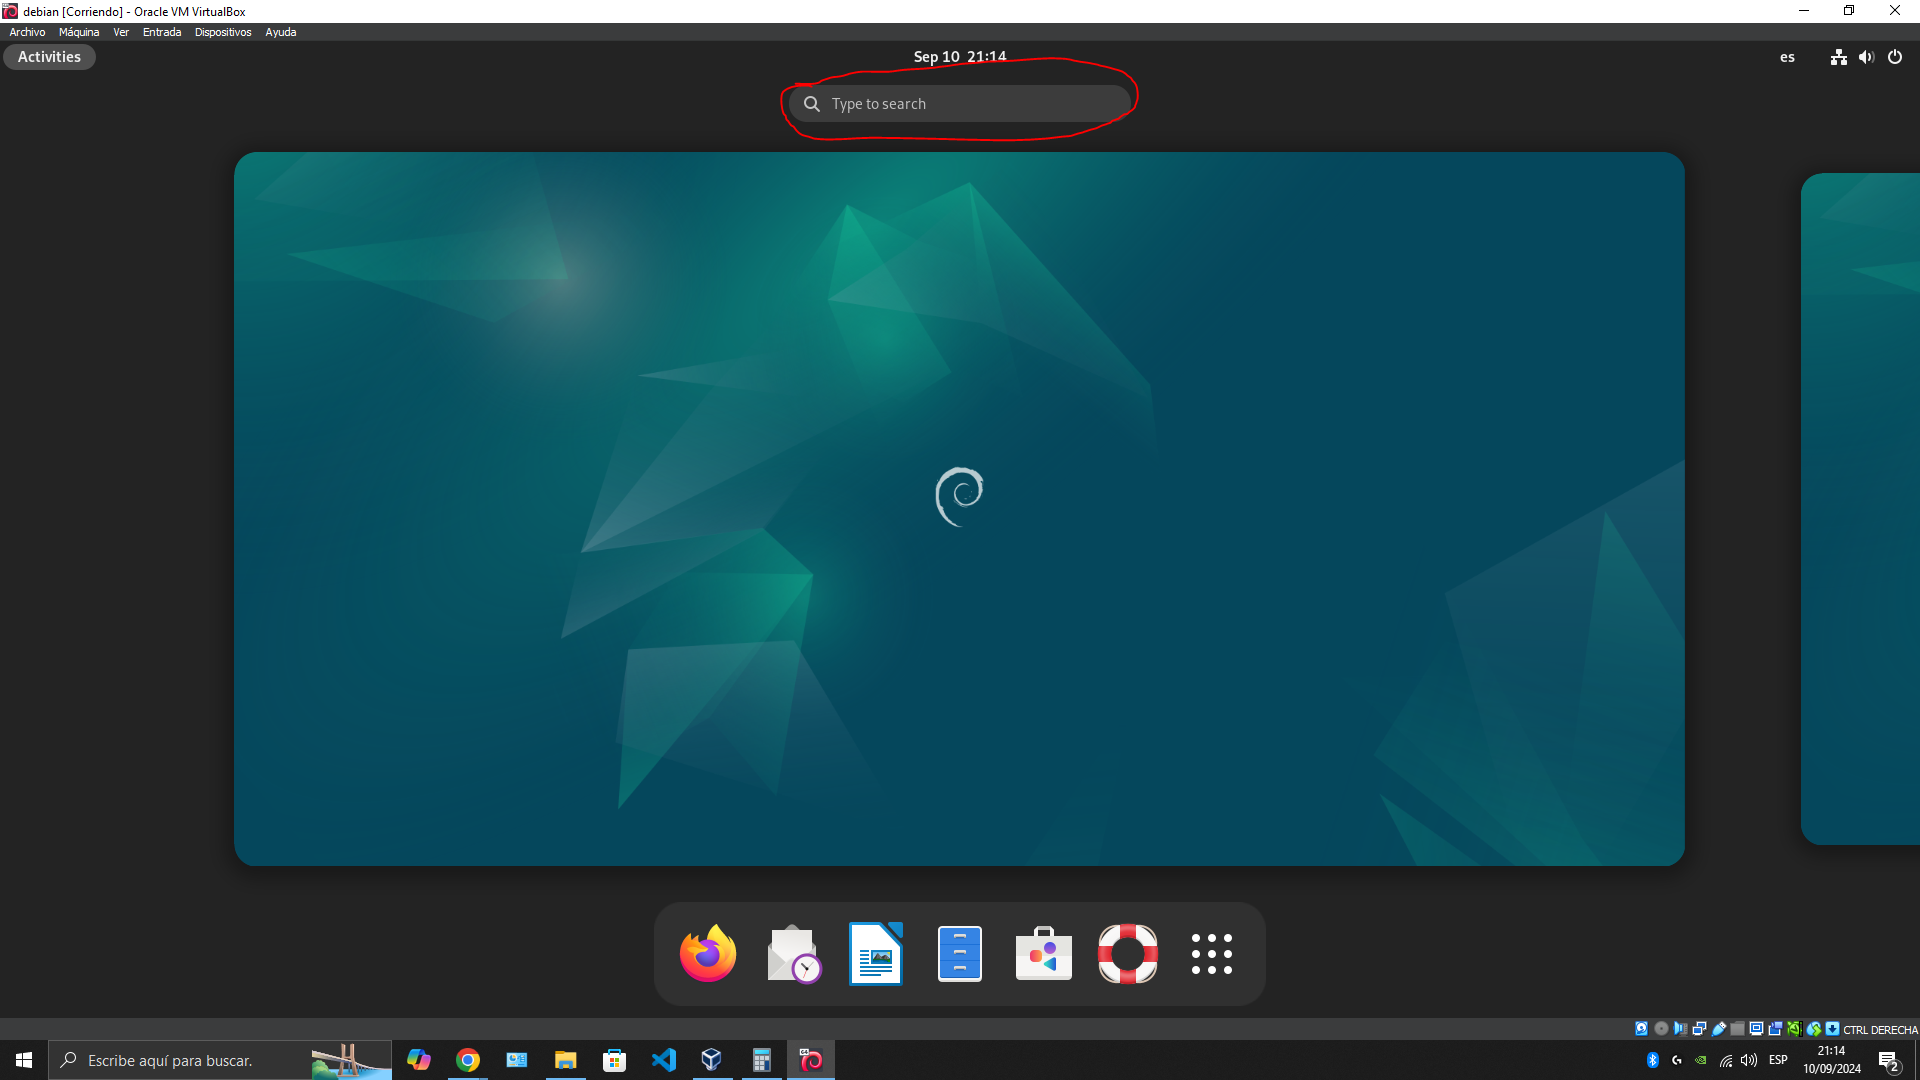 debian [Corriendo] - Oracle VM VirtualBox
Archivo Máquina Ver Entrada Dispositivos Ayuda
Activities
Sep 10 21:14
es
Type to search
CTRL DERECHA
Escribe aquí para buscar.
ESP
21:14
10/09/2024
2